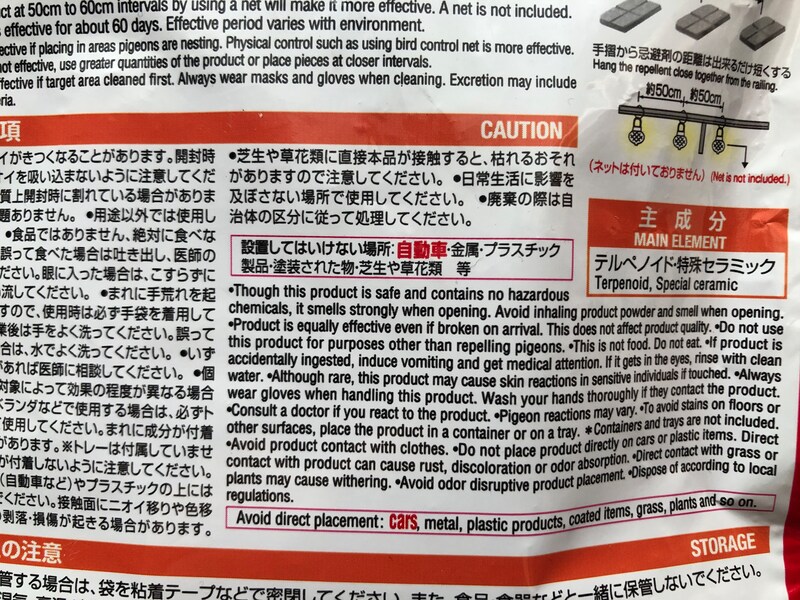 ct at 50cm to 60cm intervals by using a net will make it more effective. A net is not included.
s effective for about 60 days. Effective period varies with environment.
ective if placing in areas pigeons are nesting. Physical control such as using bird control net is more effective.
not effective, use greater quantities of the product or place pieces at closer intervals.
ffective if target area cleaned first. Always wear masks and gloves when cleaning. Excretion may include
eria.
手摺から忌避剤の距離は出来るだけ短くする
Hang the repellent close together from the railing.
約50cm 約50cm
(ネットは付いておりません) (Net is not included.)
項 CAUTION
イがきつくなることがあります。開封時
イを吸い込まないように注意してくだ
質上開封時に割れている場合がありま
題ありません。 •用途以外では使用し
•食品ではありません、絶対に食べな
誤って食べた場合は吐き出し、医師の
ださい。眼に入った場合は、こすらずに
流してください。 •まれに手荒れを起
すので、使用時は必ず手袋を着用して
業後は手をよく洗ってください。誤って
合は、水でよく洗ってください。 •いず
があれば医師に相談してください。 •個
対象によって効果の程度が異なる場合
ベランダなどで使用する場合は、必ずト
て使用してください。まれに成分が付着
があります。※トレーは付属していませ
が付着しないように注意してください。
(自動車など)やプラスチックの上には
でください。接触面にニオイ移りや色移
の剥落・損傷が起きる場合があります。
•芝生や草花類に直接本品が接触すると、枯れるおそれ
がありますので注意してください。 •日常生活に影響を
及ぼさない場所で使用してください。 •廃棄の際は自
治体の区分に従って処理してください。
設置してはいけない場所:自動車・金属・プラスチック
製品・塗装された物・芝生や草花類 等
主成分
MAIN ELEMENT
テルペノイド・特殊セラミック
Terpenoid, Special ceramic
•Though this product is safe and contains no hazardous
chemicals, it smells strongly when opening. Avoid inhaling product powder and smell when opening.
•Product is equally effective even if broken on arrival. This does not affect product quality. •Do not use
this product for purposes other than repelling pigeons. •This is not food. Do not eat. •If product is
accidentally ingested, induce vomiting and get medical attention. If it gets in the eyes, rinse with clean
water. •Although rare, this product may cause skin reactions in sensitive individuals if touched. •Always
wear gloves when handling this product. Wash your hands thoroughly if they contact the product.
•Consult a doctor if you react to the product. •Pigeon reactions may vary. •To avoid stains on floors or
other surfaces, place the product in a container or on a tray. *Containers and trays are not included.
•Avoid product contact with clothes. •Do not place product directly on cars or plastic items. Direct
contact with product can cause rust, discoloration or odor absorption. •Direct contact with grass or
plants may cause withering. •Avoid odor disruptive product placement. •Dispose of according to local
regulations.
Avoid direct placement: cars, metal, plastic products, coated items, grass, plants and so on.
の注意 STORAGE
管する場合は、袋を粘着テープなどで密閉してください。また、食品・食器などと一緒に保管しないでください。